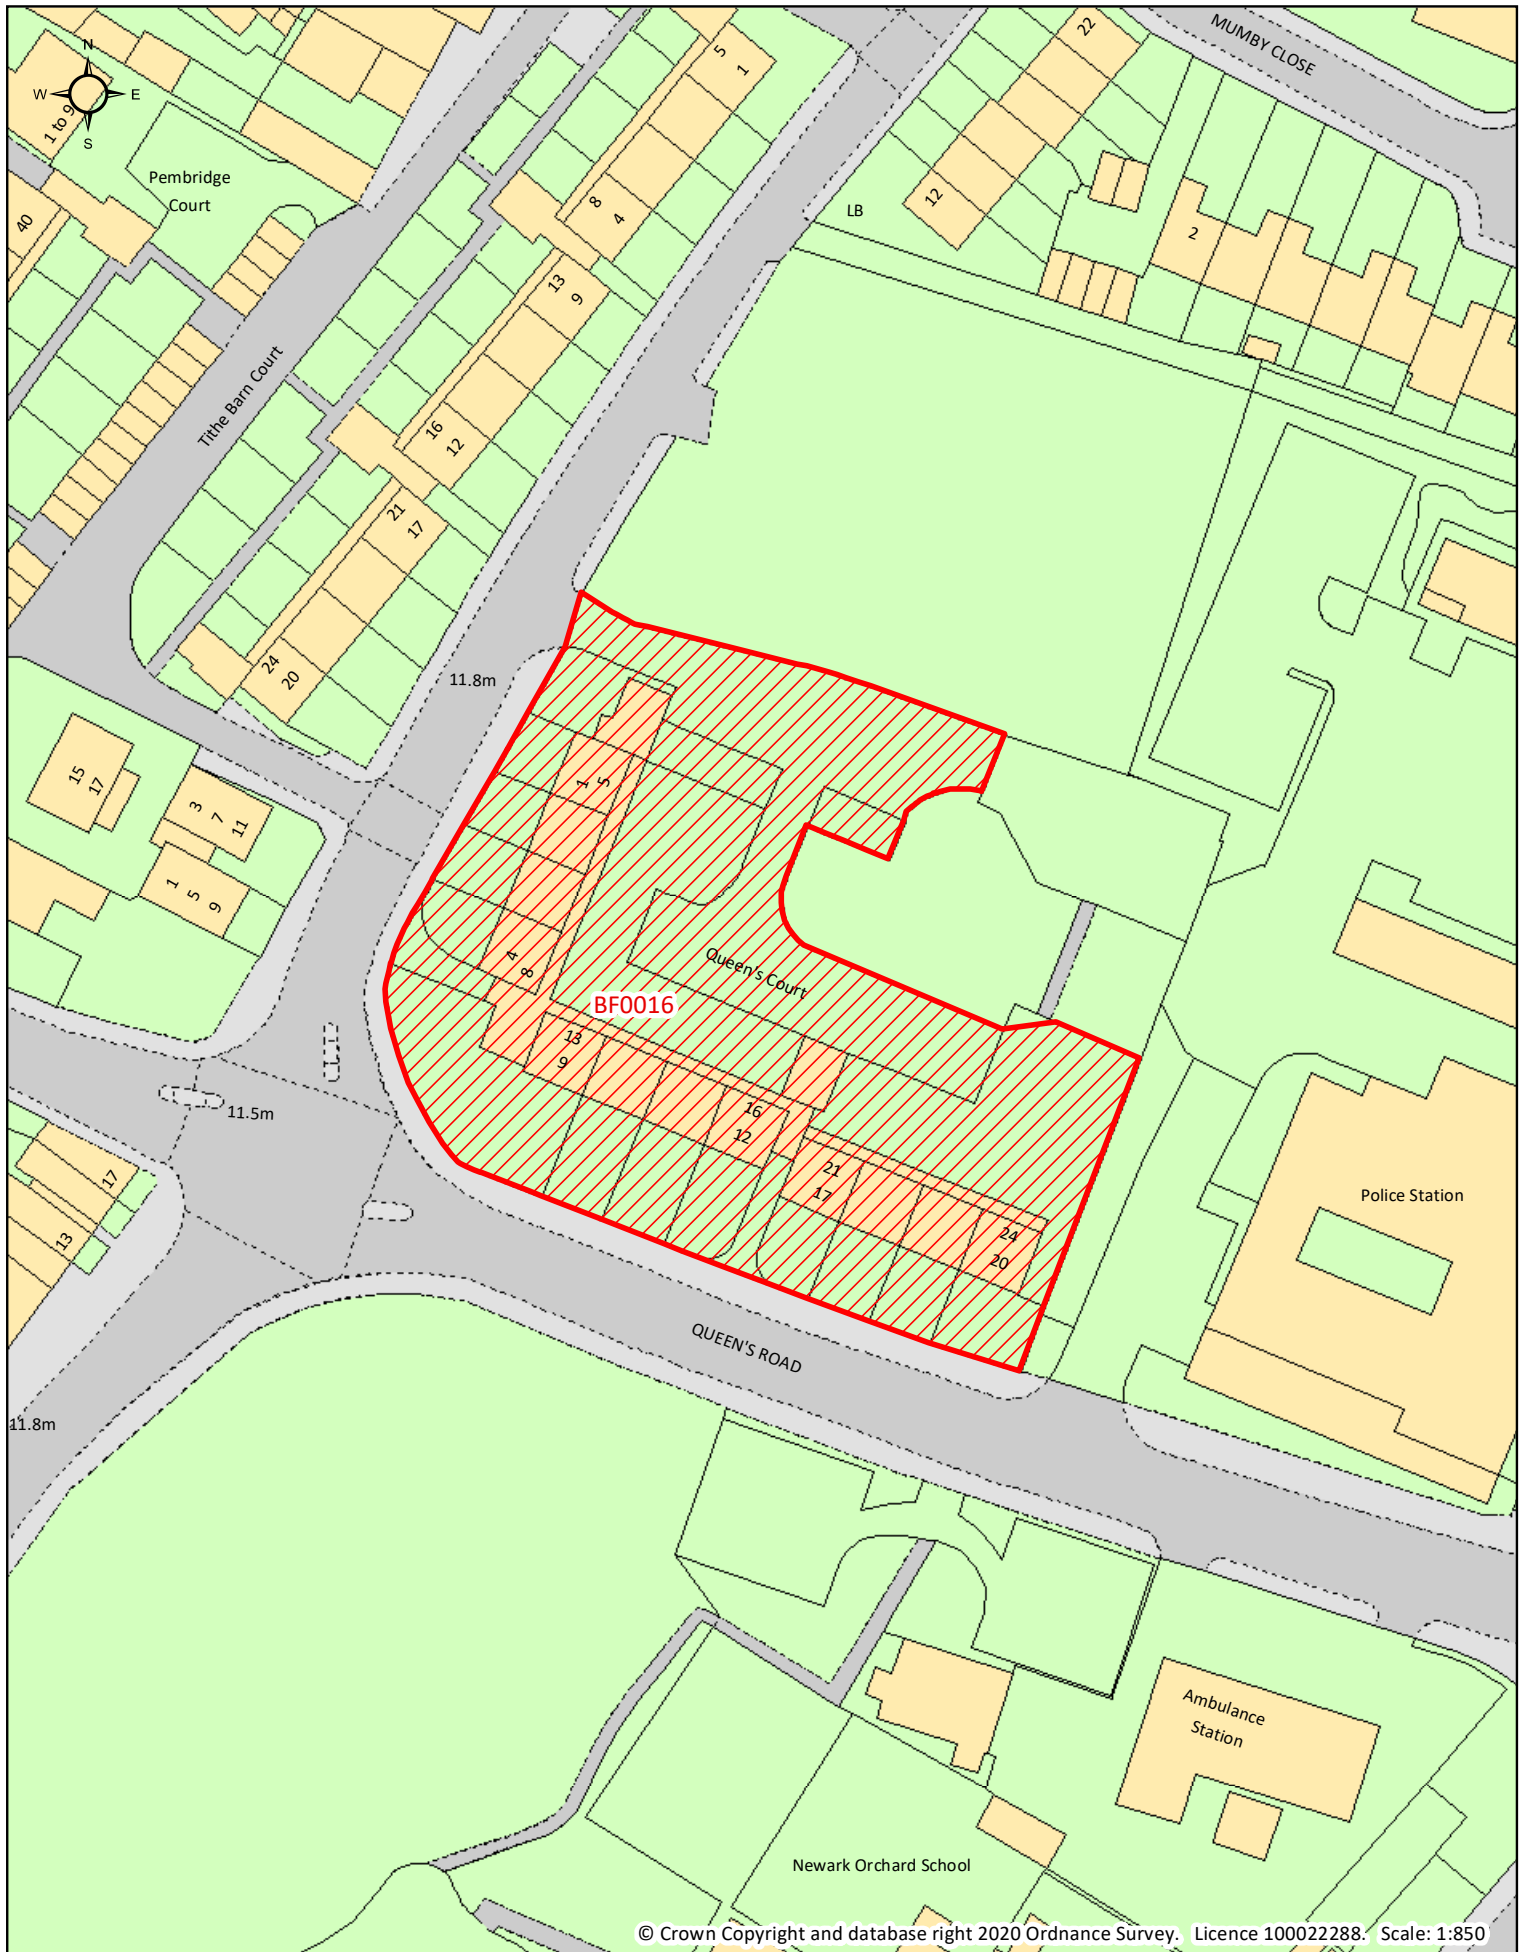 MUMBY CLOSE
22
5
1
N
W
E
S
1 to 9
Pembridge
Court
40
8
4
12
LB
2
13
9
Tithe Barn Court
16
12
21
17
24
20
11.8m
15
17
3
7
11
1
5
9
1
5
4
8
Queen's Court
BF0016
13
9
16
12
21
17
24
20
11.5m
17
13
Police Station
QUEEN'S ROAD
11.8m
Ambulance
Station
Newark Orchard School
© Crown Copyright and database right 2020 Ordnance Survey. Licence 100022288. Scale: 1:850